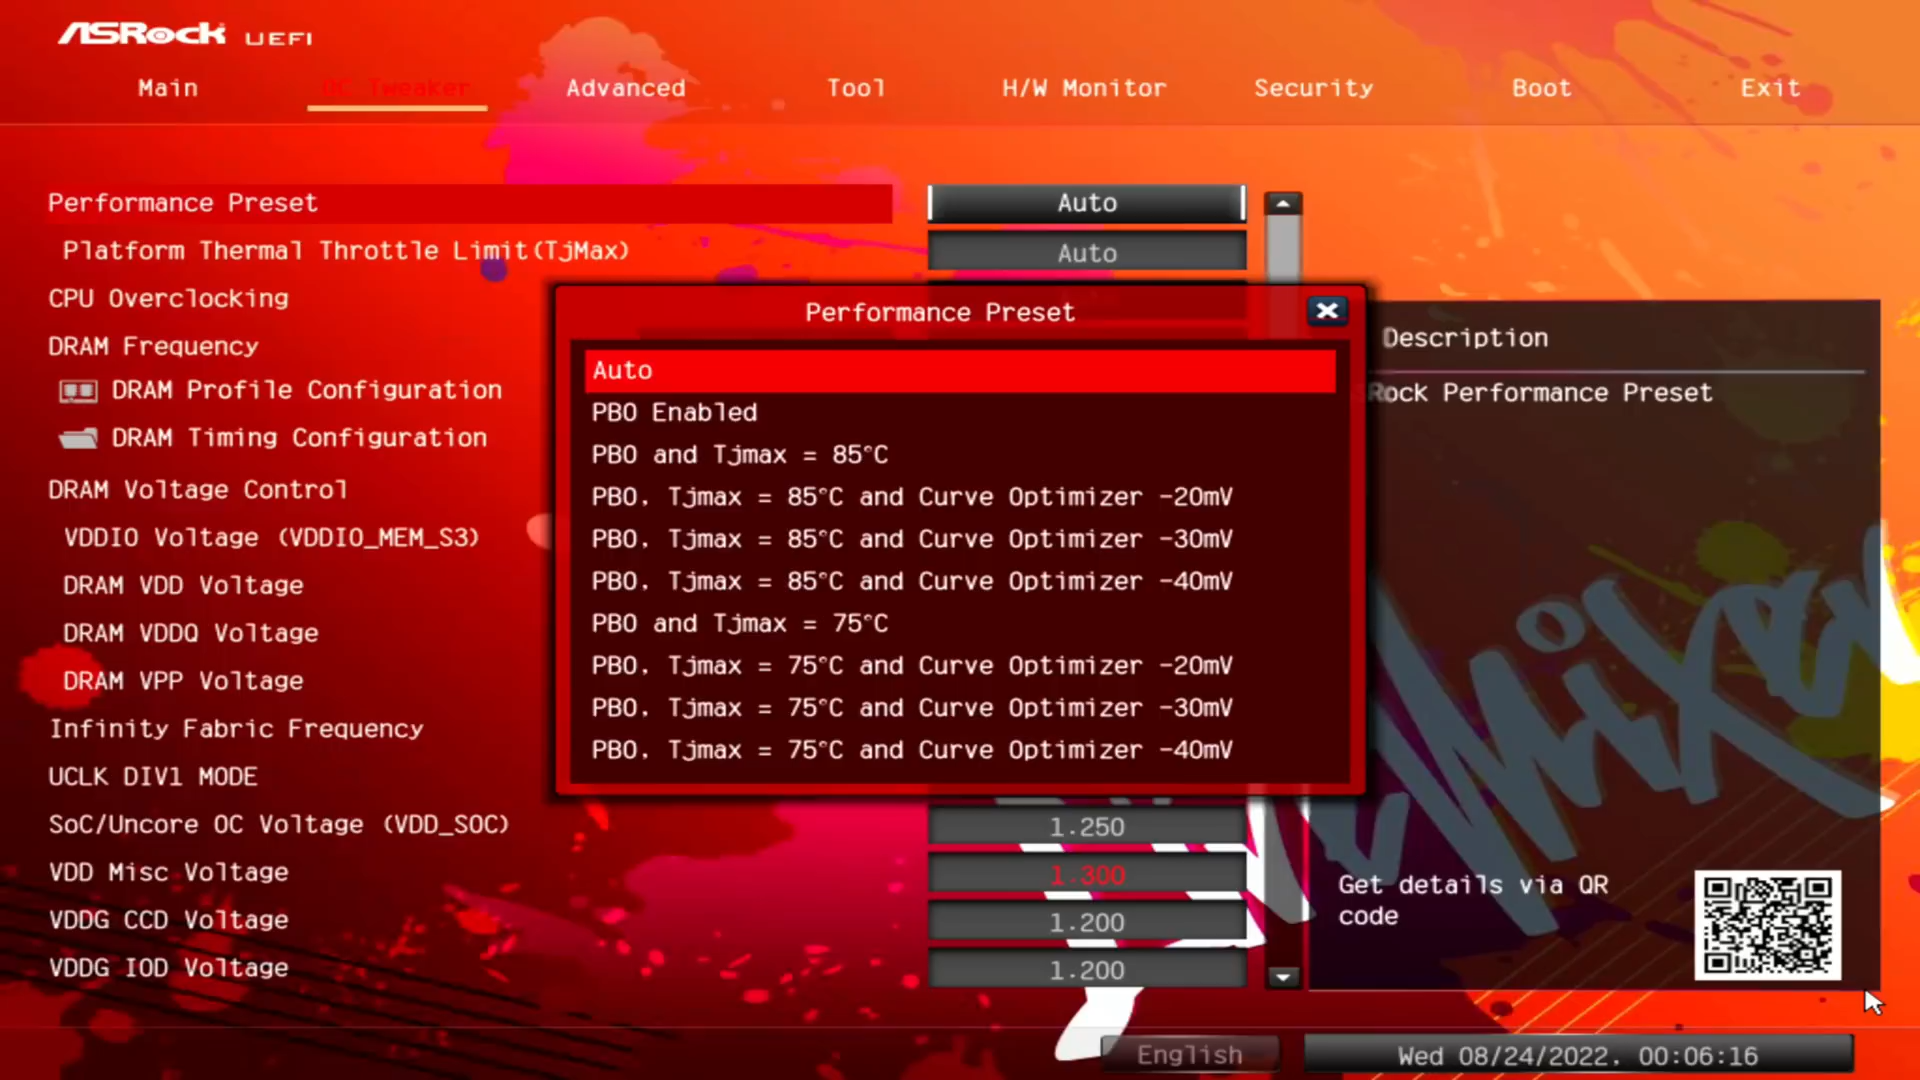 ASRock UEFI
Main OC Tweaker Advanced Tool H/W Monitor Security Boot Exit
Performance Preset Auto
Platform Thermal Throttle Limit(TjMax) Auto
CPU Overclocking
DRAM Frequency
DRAM Profile Configuration
DRAM Timing Configuration
DRAM Voltage Control
VDDIO Voltage (VDDIO_MEM_S3)
DRAM VDD Voltage
DRAM VDDQ Voltage
DRAM VPP Voltage
Infinity Fabric Frequency
UCLK DIV1 MODE
SoC/Uncore OC Voltage (VDD_SOC) 1.250
VDD Misc Voltage 1.300
VDDG CCD Voltage 1.200
VDDG IOD Voltage 1.200
Performance Preset
Auto
PBO Enabled
PBO and Tjmax = 85°C
PBO, Tjmax = 85°C and Curve Optimizer -20mV
PBO, Tjmax = 85°C and Curve Optimizer -30mV
PBO, Tjmax = 85°C and Curve Optimizer -40mV
PBO and Tjmax = 75°C
PBO, Tjmax = 75°C and Curve Optimizer -20mV
PBO, Tjmax = 75°C and Curve Optimizer -30mV
PBO, Tjmax = 75°C and Curve Optimizer -40mV
Description
Rock Performance Preset
Get details via QR
code
English Wed 08/24/2022, 00:06:16